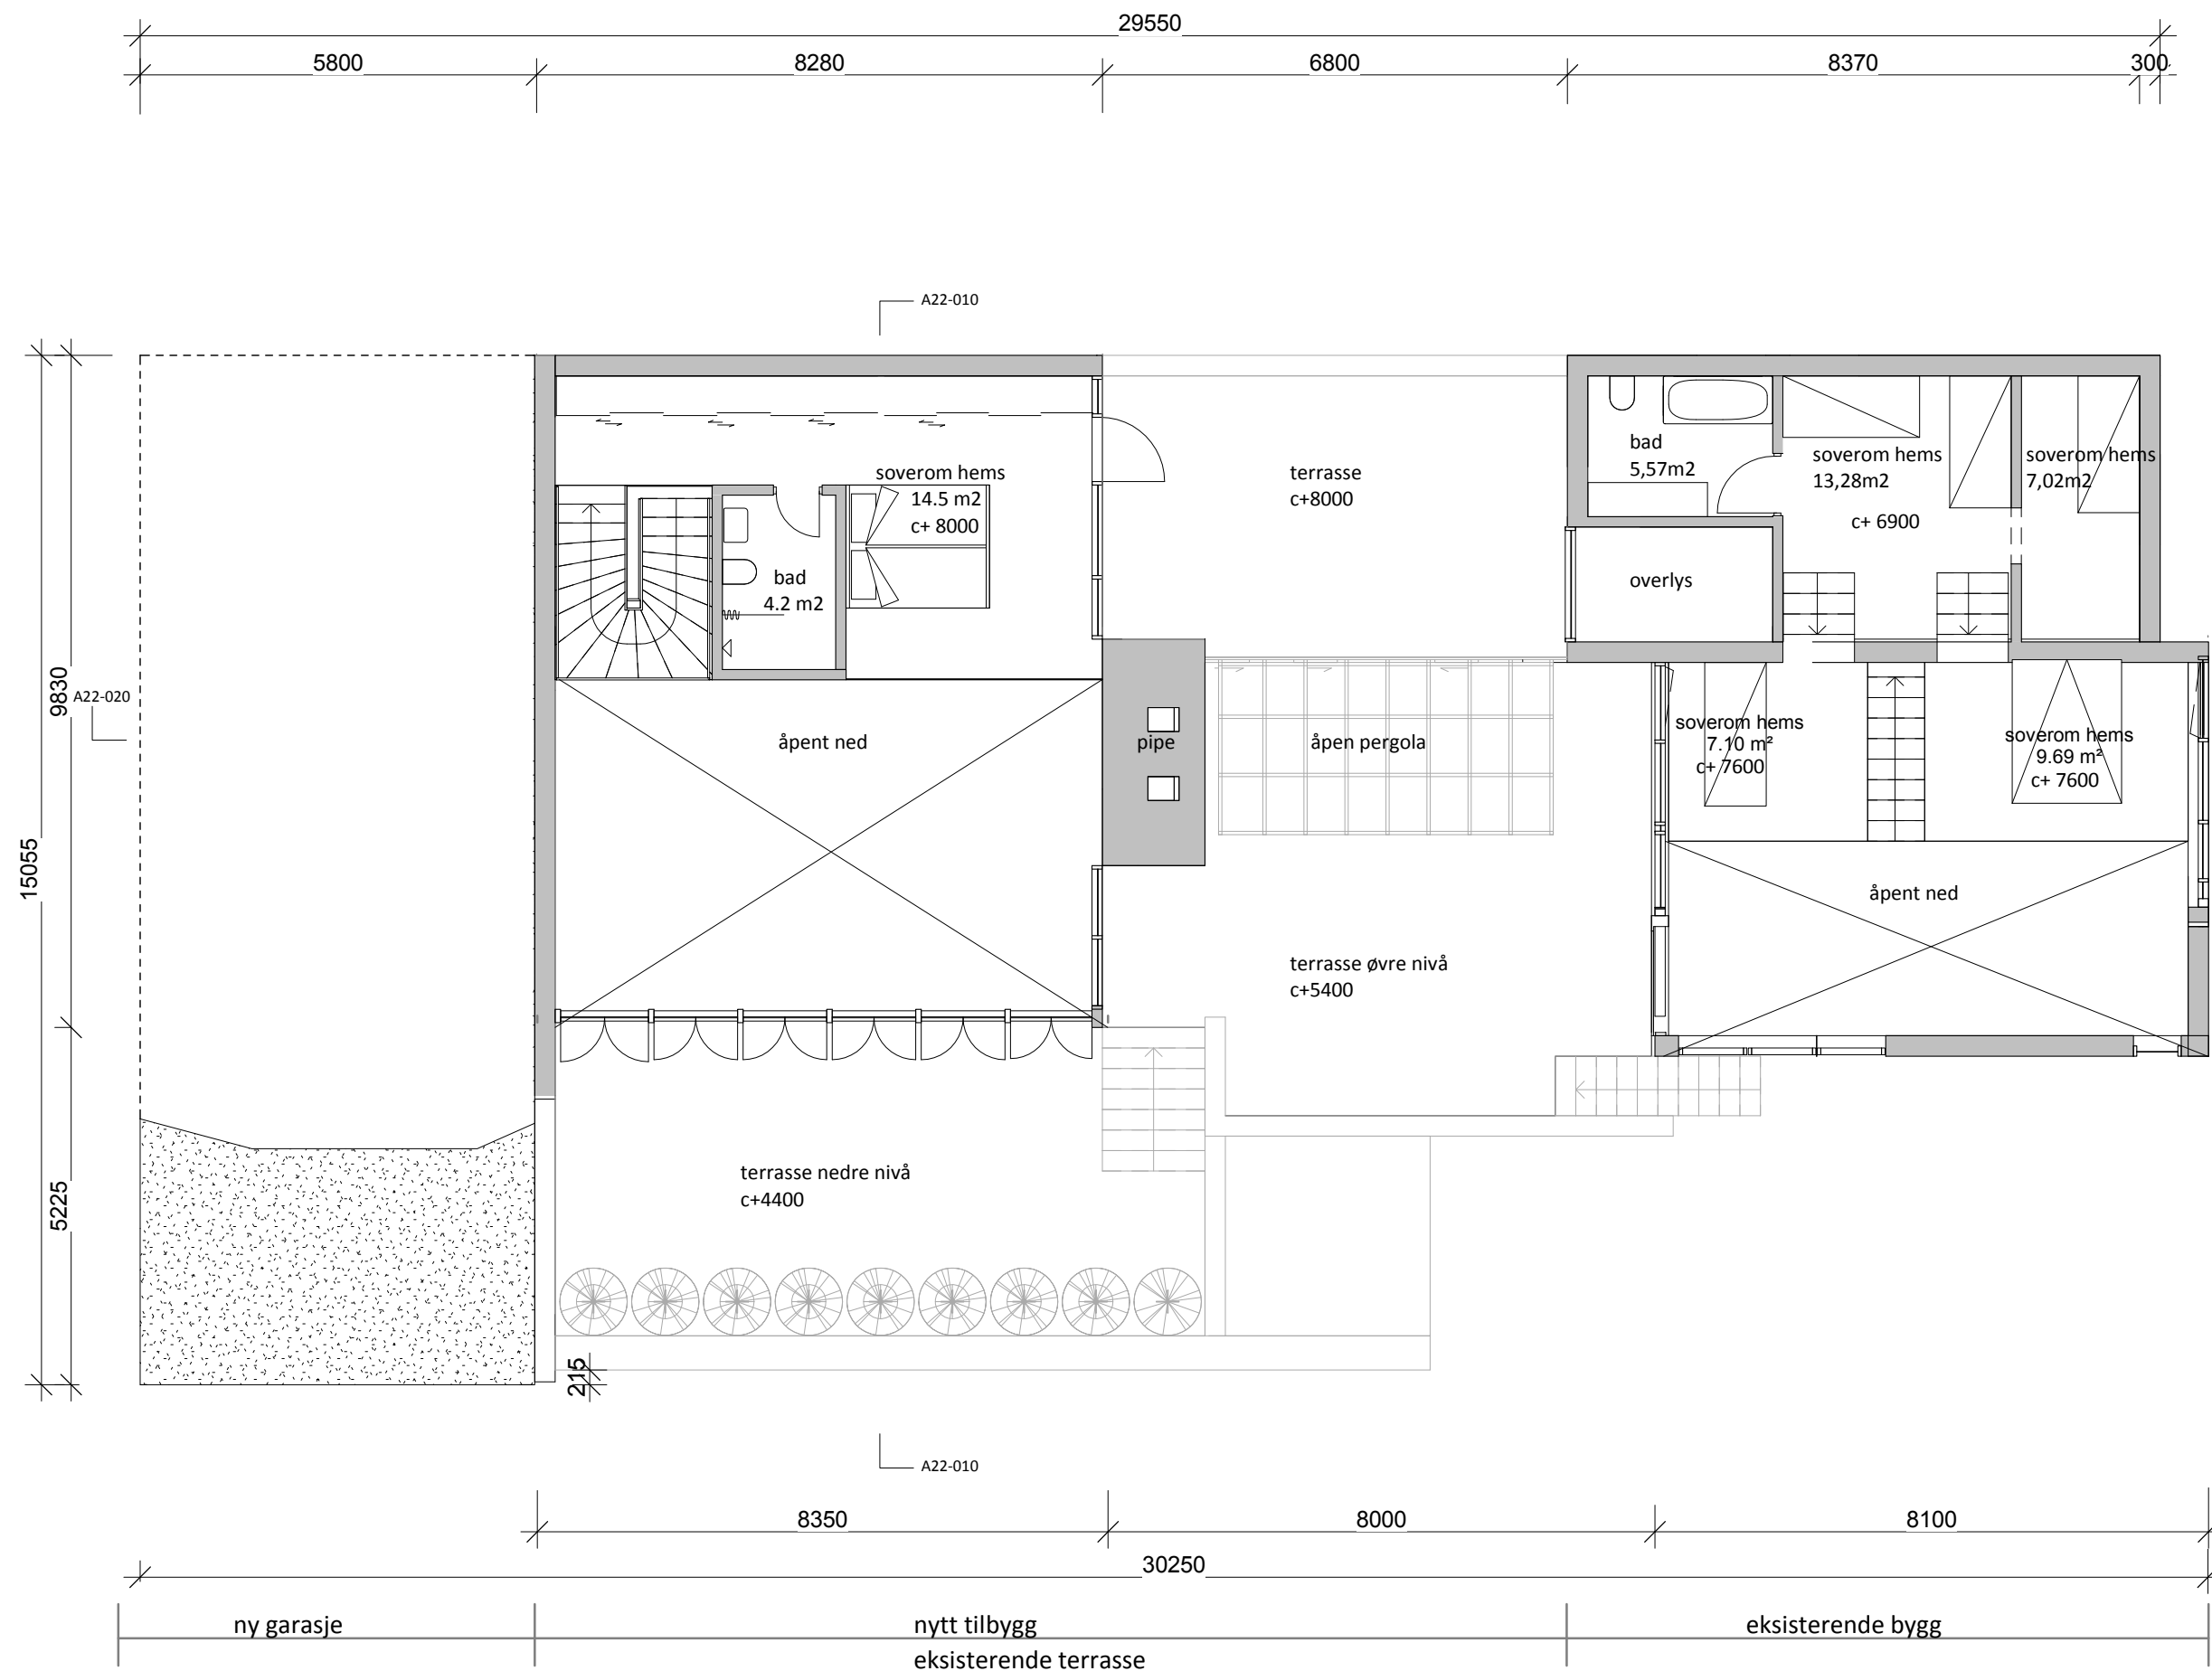 29550
5800
8280
6800
8370
300
A22-010
soverom hems
14.5 m2
c+ 8000
bad
4.2 m2
terrasse
c+8000
bad
5,57m2
soverom hems
13,28m2
c+ 6900
soverom hems
7,02m2
overlys
9830
A22-020
15055
5225
åpent ned
pipe
åpen pergola
soverom hems
7.10 m²
c+ 7600
soverom hems
9.69 m²
c+ 7600
åpent ned
terrasse øvre nivå
c+5400
terrasse nedre nivå
c+4400
215
A22-010
8350
8000
8100
30250
ny garasje
nytt tilbygg
eksisterende bygg
eksisterende terrasse